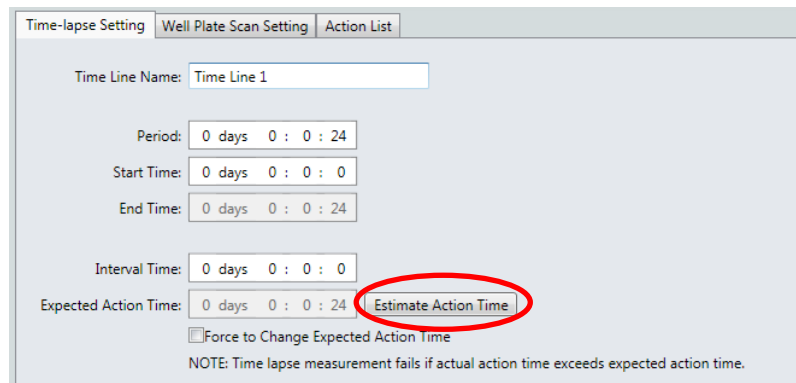 Time-lapse Setting Well Plate Scan Setting Action List
Time Line Name: Time Line 1
Period: 0 days 0 : 0 : 24
Start Time: 0 days 0 : 0 : 0
End Time: 0 days 0 : 0 : 24
Interval Time: 0 days 0 : 0 : 0
Expected Action Time: 0 days 0 : 0 : 24 Estimate Action Time
Force to Change Expected Action Time
NOTE: Time lapse measurement fails if actual action time exceeds expected action time.